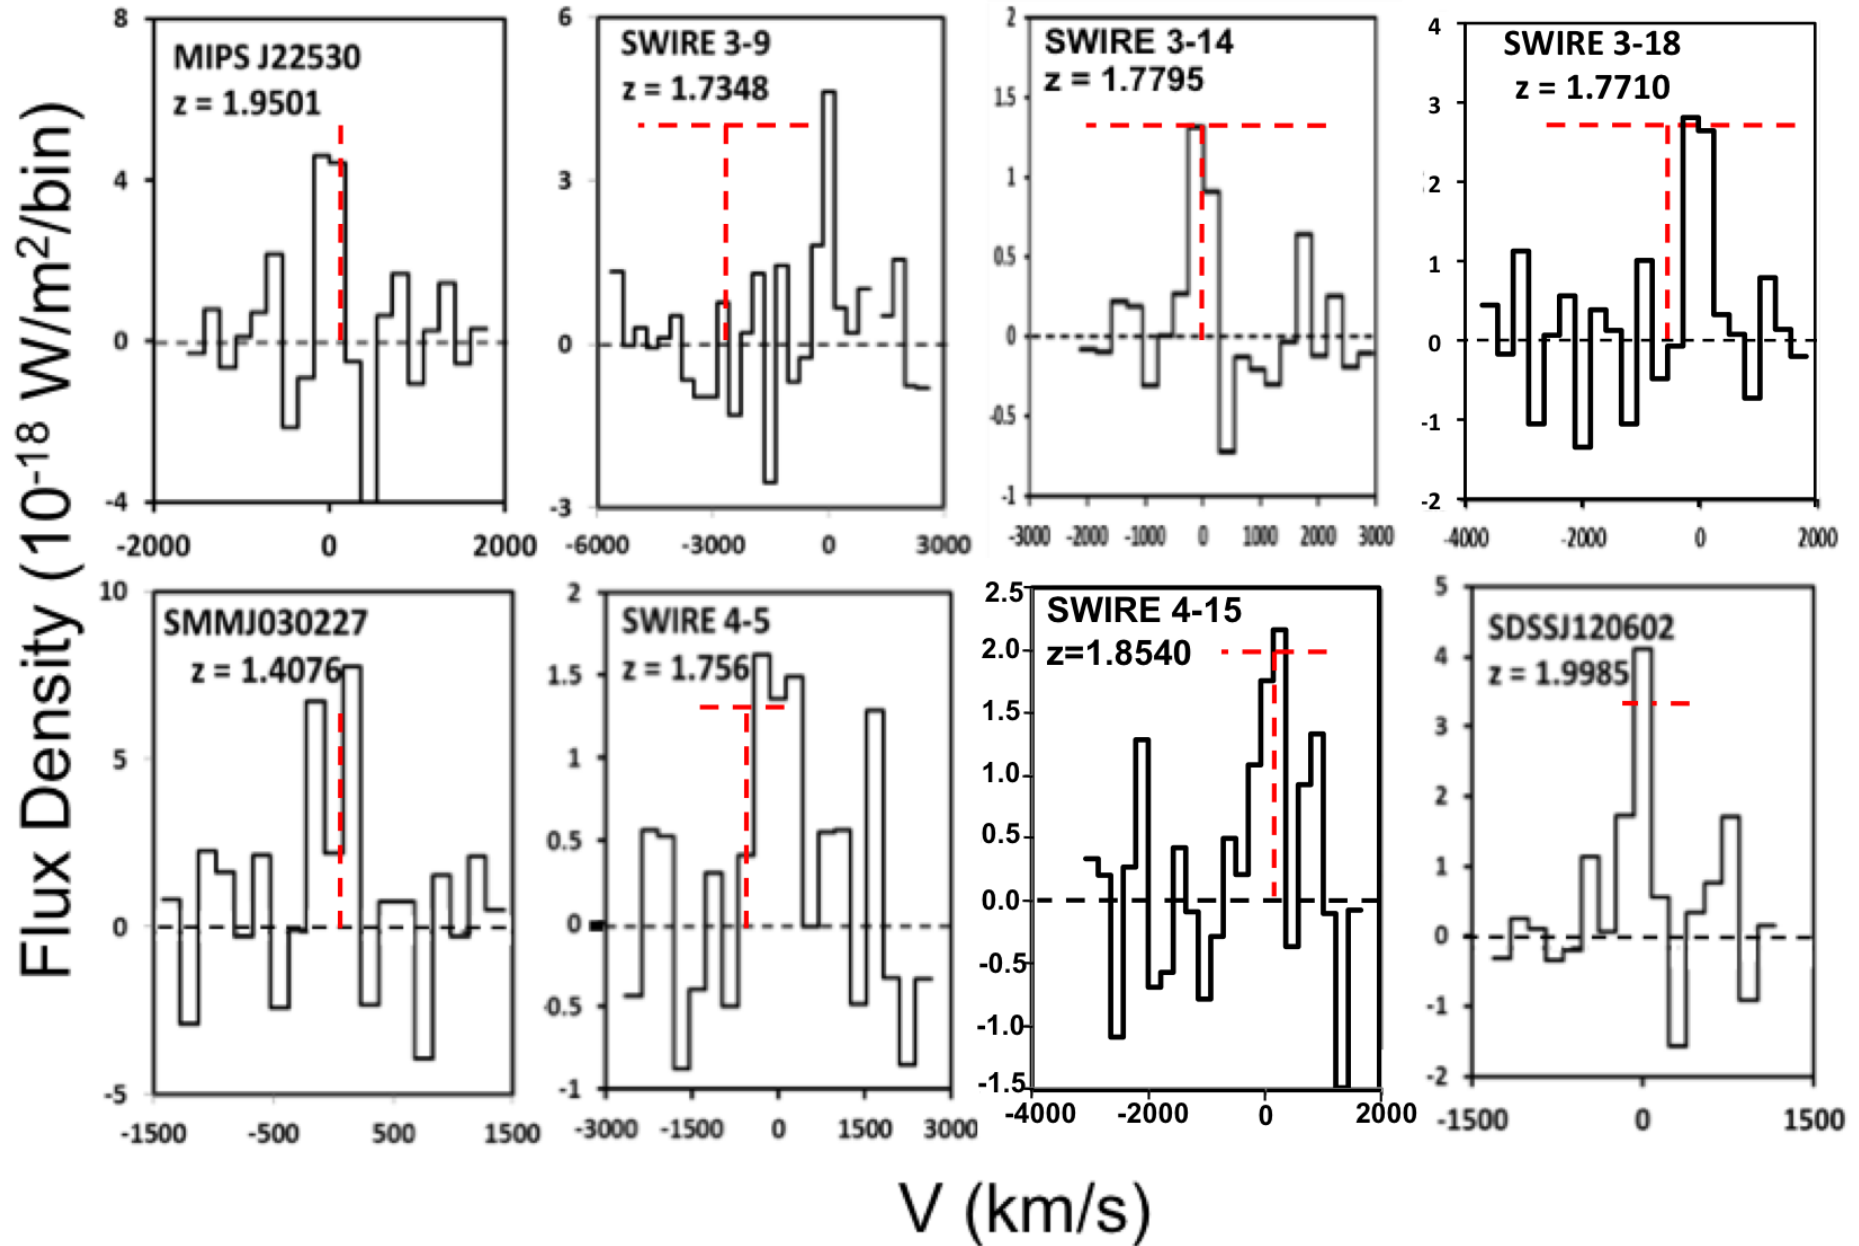 Flux Density (10⁻¹⁸ W/m²/bin)
8
4
0
-4
MIPS J22530
z = 1.9501
-2000 0 2000
6
3
0
-3
SWIRE 3-9
z = 1.7348
-6000 -3000 0 3000
2
1.5
1
0.5
0
-0.5
-1
SWIRE 3-14
z = 1.7795
-3000 -2000 -1000 0 1000 2000 3000
4
3
2
1
0
-1
-2
SWIRE 3-18
z = 1.7710
-4000 -2000 0 2000
10
5
0
-5
SMMJ030227
z = 1.4076
-1500 -500 500 1500
2
1.5
1
0.5
0
-0.5
-1
SWIRE 4-5
z = 1.756
-3000 -1500 0 1500 3000
2.5
2.0
1.5
1.0
0.5
0.0
-0.5
-1.0
-1.5
SWIRE 4-15
z=1.8540
-4000 -2000 0 2000
5
4
3
2
1
0
-1
-2
SDSSJ120602
z = 1.9985
-1500 0 1500
V (km/s)